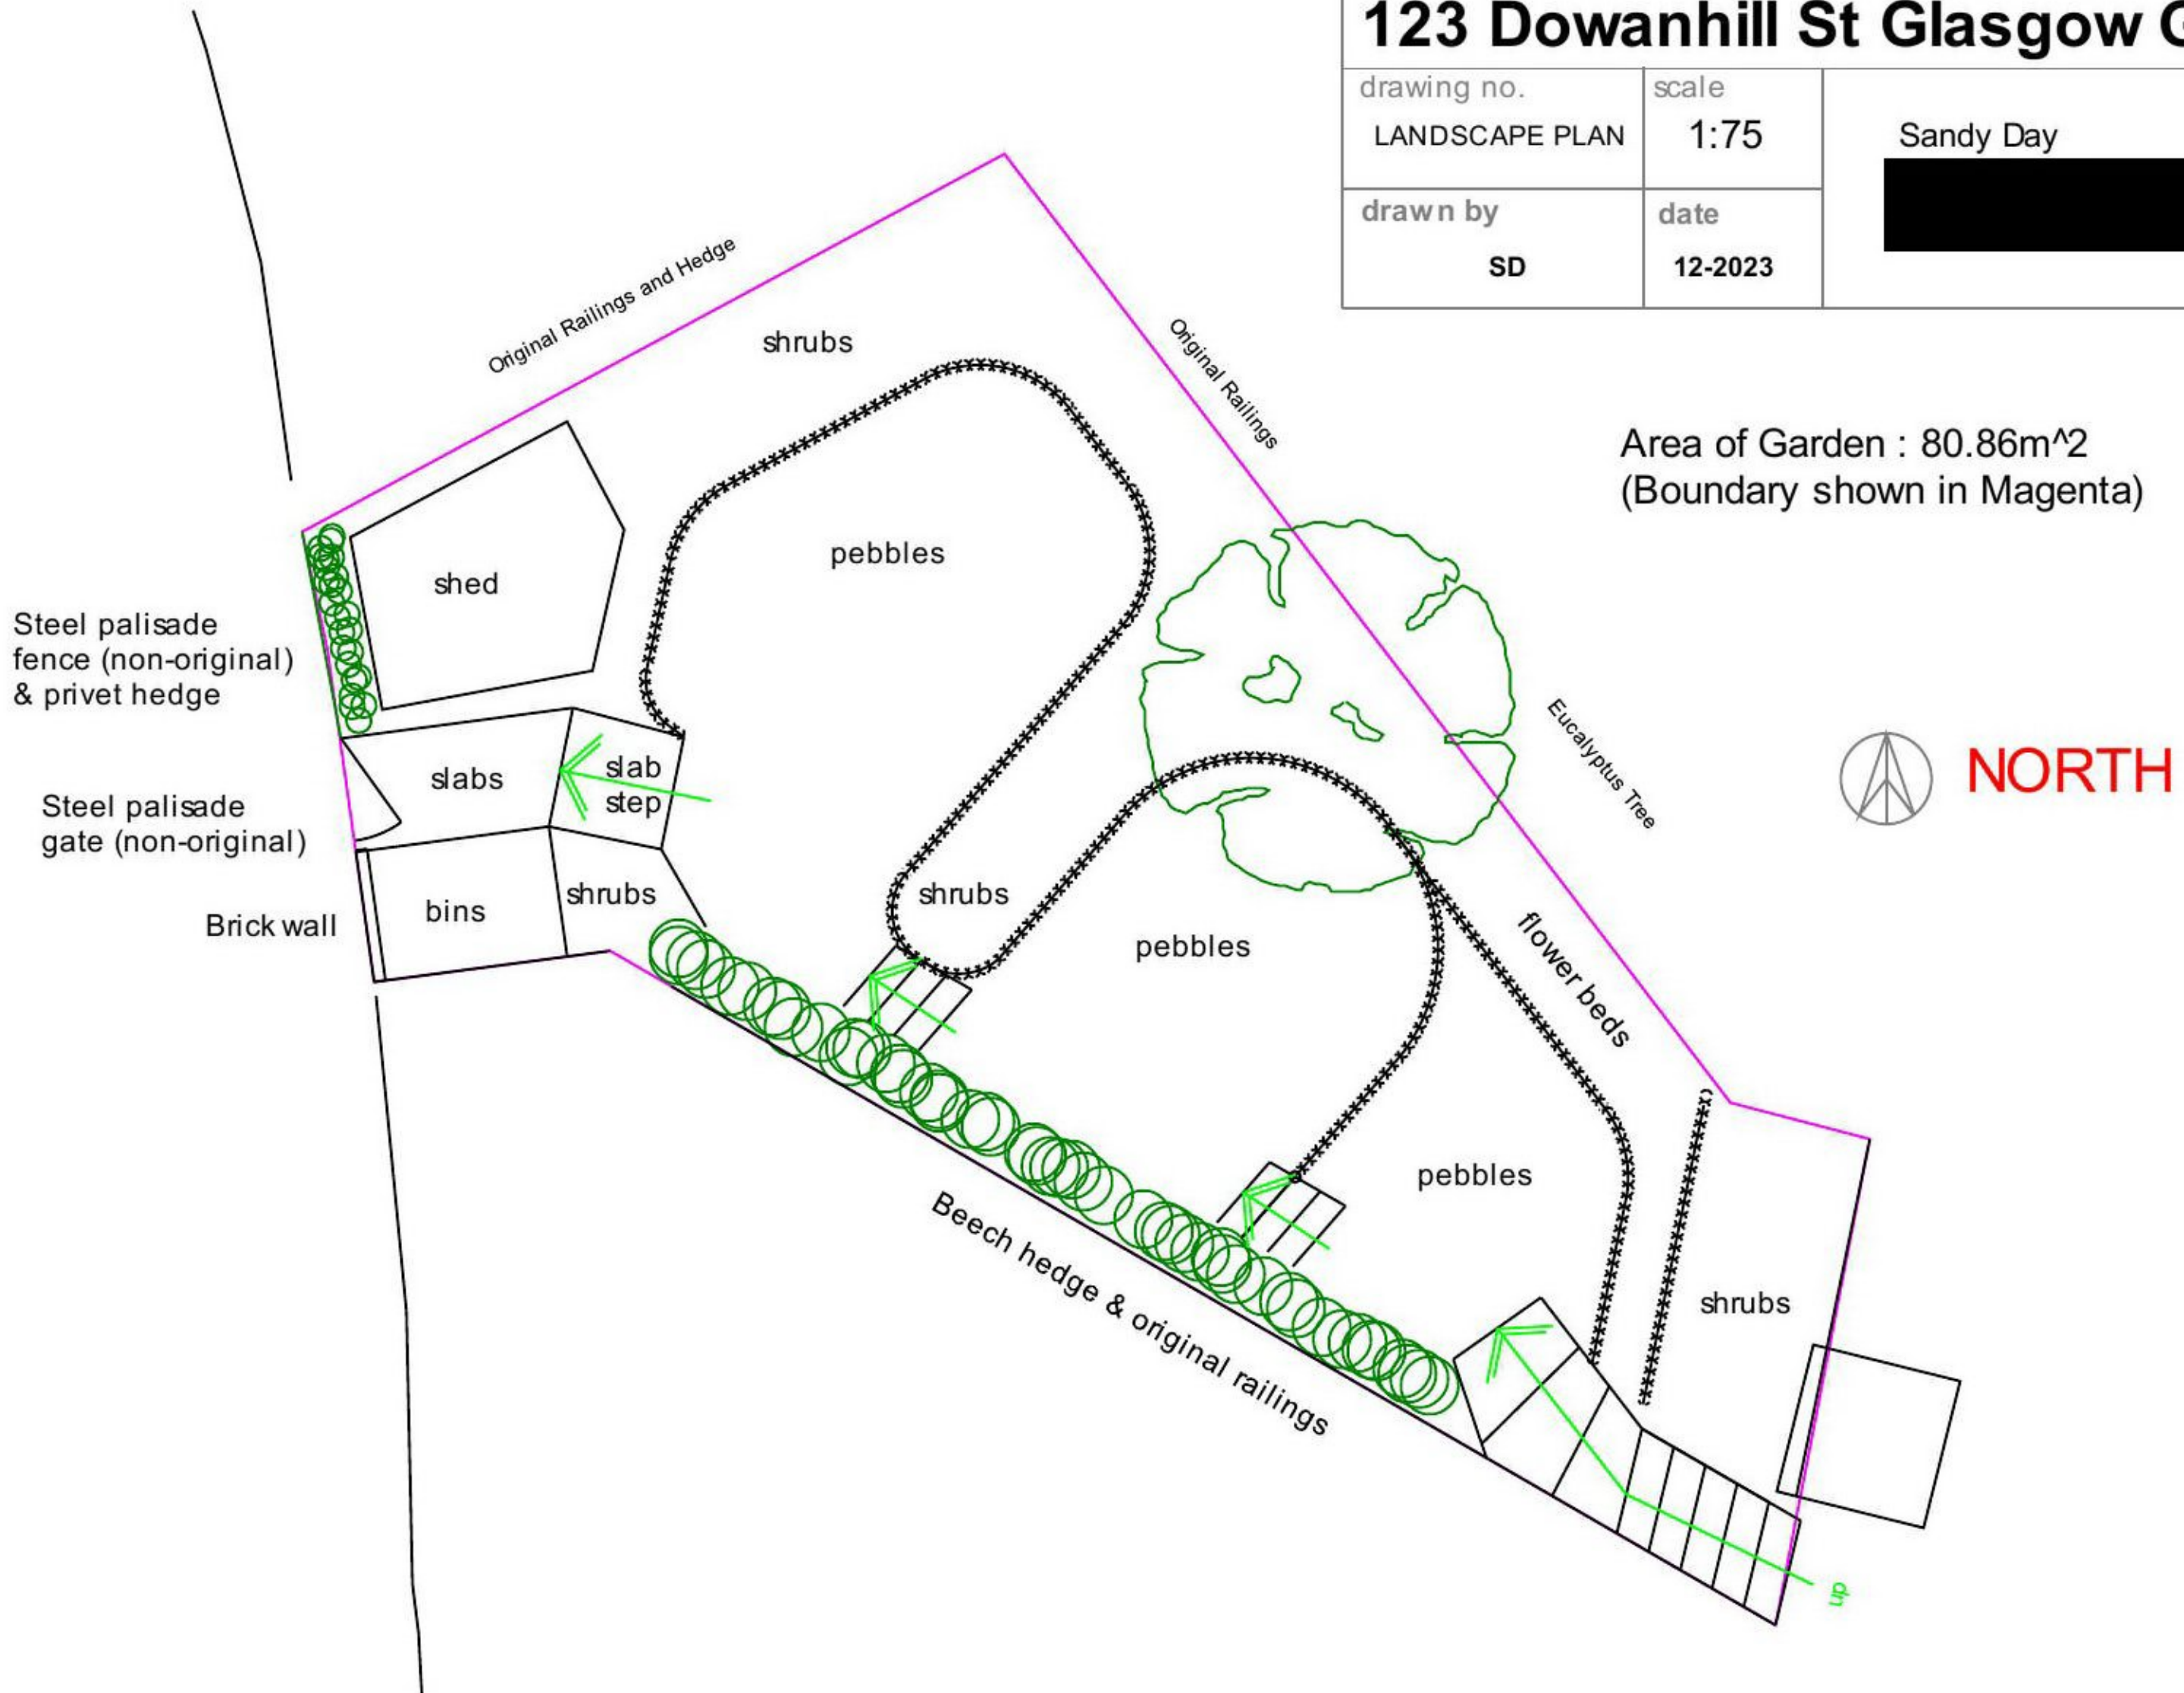 123 Dowanhill St Glasgow G
drawing no.
scale
LANDSCAPE PLAN
1:75
Sandy Day
drawn by
date
SD
12-2023
Original Railings and Hedge
shrubs
Original Railings
Area of Garden : 80.86m^2
(Boundary shown in Magenta)
pebbles
shed
Steel palisade
fence (non-original)
& privet hedge
Eucalyptus Tree
NORTH
slabs
slab
step
Steel palisade
gate (non-original)
shrubs
shrubs
bins
Brick wall
pebbles
flower beds
pebbles
Beech hedge & original railings
shrubs
dn